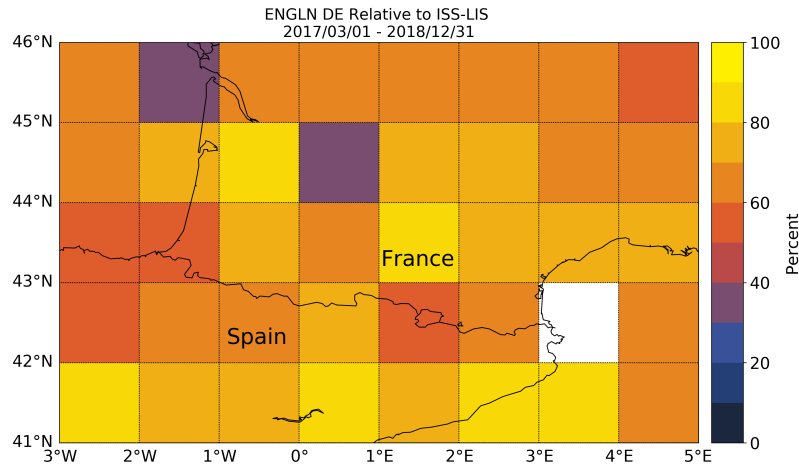 ENGLN DE Relative to ISS-LIS
2017/03/01 - 2018/12/31
46°N
45°N
44°N
43°N
42°N
41°N
3°W
2°W
1°W
0°
1°E
2°E
3°E
4°E
5°E
France
Spain
100
80
60
40
20
0
Percent